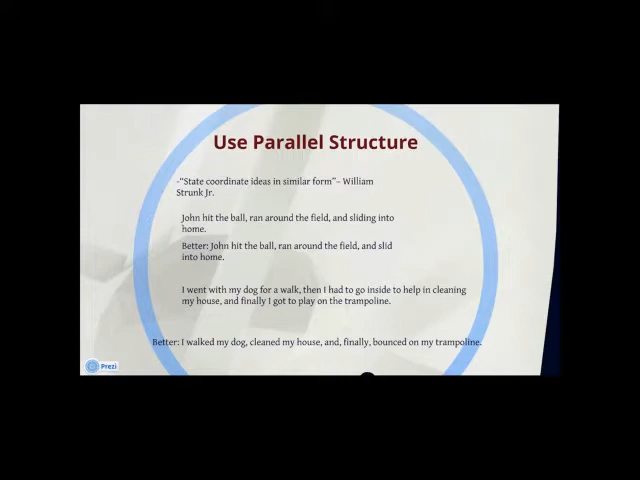 Use Parallel Structure
-"State coordinate ideas in similar form"- William
Strunk Jr.
John hit the ball, ran around the field, and sliding into
home.
Better: John hit the ball, ran around the field, and slid
into home.
I went with my dog for a walk, then I had to go inside to help in cleaning
my house, and finally I got to play on the trampoline.
Better: I walked my dog, cleaned my house, and, finally, bounced on my trampoline.
Prezi